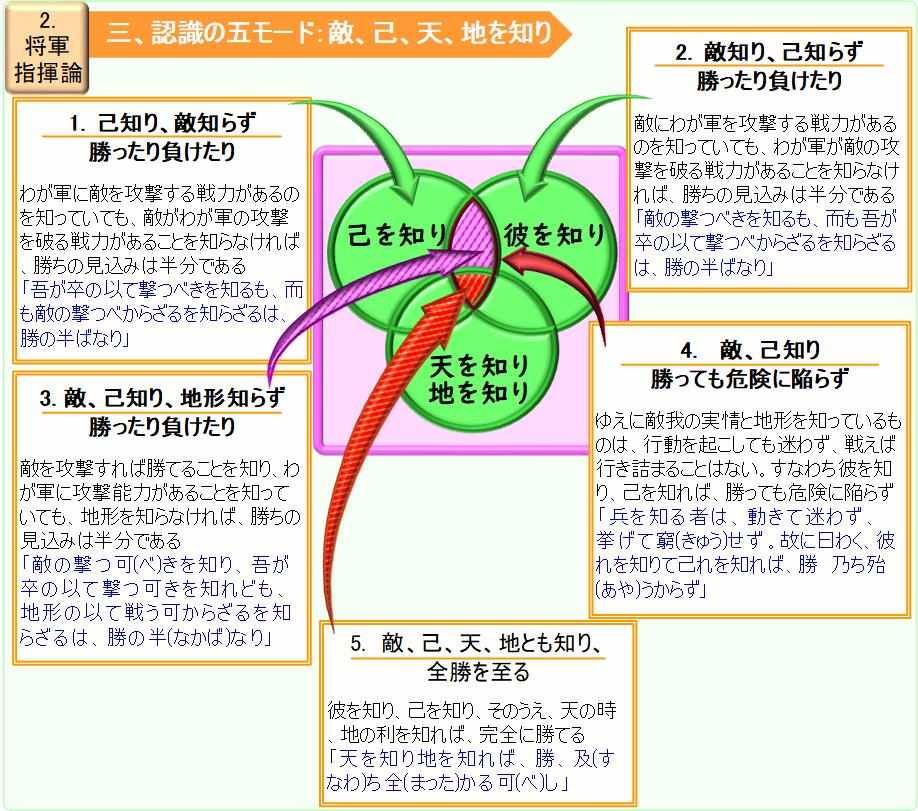 2.
将軍
指揮論
三、認識の五モード：敵、己、天、地を知り
1. 己知り、敵知らず
勝ったり負けたり
わが軍に敵を攻撃する戦力があるの
を知っていても、敵がわが軍の攻撃
を破る戦力があることを知らなければ
、勝ちの見込みは半分である
「吾が卒の以て撃つべきを知るも、而
も敵の撃つべからざるを知らざるは、
勝の半ばなり」
2. 敵知り、己知らず
勝ったり負けたり
敵にわが軍を攻撃する戦力がある
のを知っていても、わが軍が敵の攻
撃を破る戦力があることを知らなけ
れば、勝ちの見込みは半分である
「敵の撃つべきを知るも、而も吾が
卒の以て撃つべからざるを知らざる
は、勝の半ばなり」
己を知り
彼を知り
天を知り
地を知り
3. 敵、己知り、地形知らず
勝ったり負けたり
敵を攻撃すれば勝てることを知り、わ
が軍に攻撃能力があることを知って
いても、地形を知らなければ、勝ちの
見込みは半分である
「敵の撃つ可(べ)きを知り、吾が
卒の以て撃つ可きを知れども、
地形の以て戦う可からざるを知
らざるは、勝の半(なかば)なり」
4. 敵、己知り
勝っても危険に陥らず
ゆえに敵我の実情と地形を知っているも
のは、行動を起こしても迷わず、戦えば
行き詰まることはない。すなわち彼を知
り、己を知れば、勝っても危険に陥らず
「兵を知る者は、動きて迷わず、
挙げて窮(きゅう)せず。故に曰わく、彼
れを知りて己れを知れば、勝 乃ち殆
(あや)うからず」
5. 敵、己、天、地とも知り、
全勝を至る
彼を知り、己を知り、そのうえ、天の時
、地の利を知れば、完全に勝てる
「天を知り地を知れば、勝、及(す
なわ)ち全(まった)かる可(べ)し」